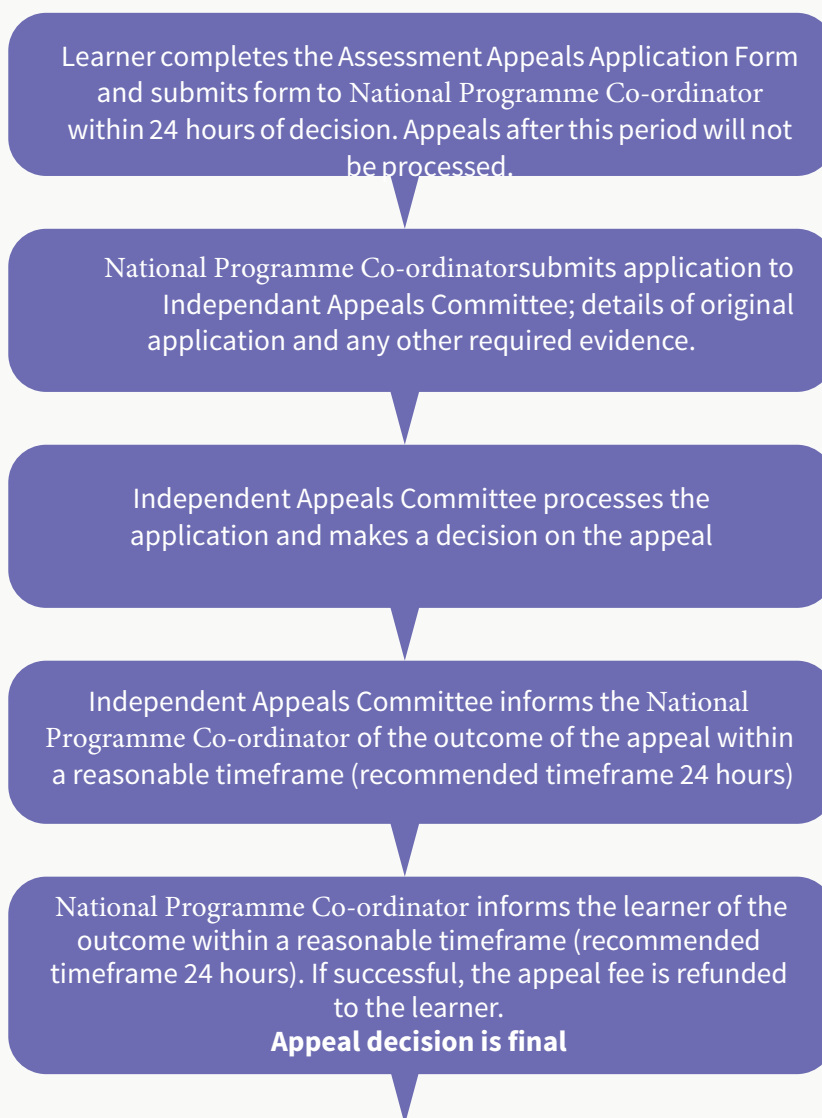 Learner completes the Assessment Appeals Application Form
and submits form to National Programme Co-ordinator
within 24 hours of decision. Appeals after this period will not
be processed.
National Programme Co-ordinatorsubmits application to
Independant Appeals Committee; details of original
application and any other required evidence.
Independent Appeals Committee processes the
application and makes a decision on the appeal
Independent Appeals Committee informs the National
Programme Co-ordinator of the outcome of the appeal within
a reasonable timeframe (recommended timeframe 24 hours)
National Programme Co-ordinator informs the learner of the
outcome within a reasonable timeframe (recommended
timeframe 24 hours). If successful, the appeal fee is refunded
to the learner.
Appeal decision is final